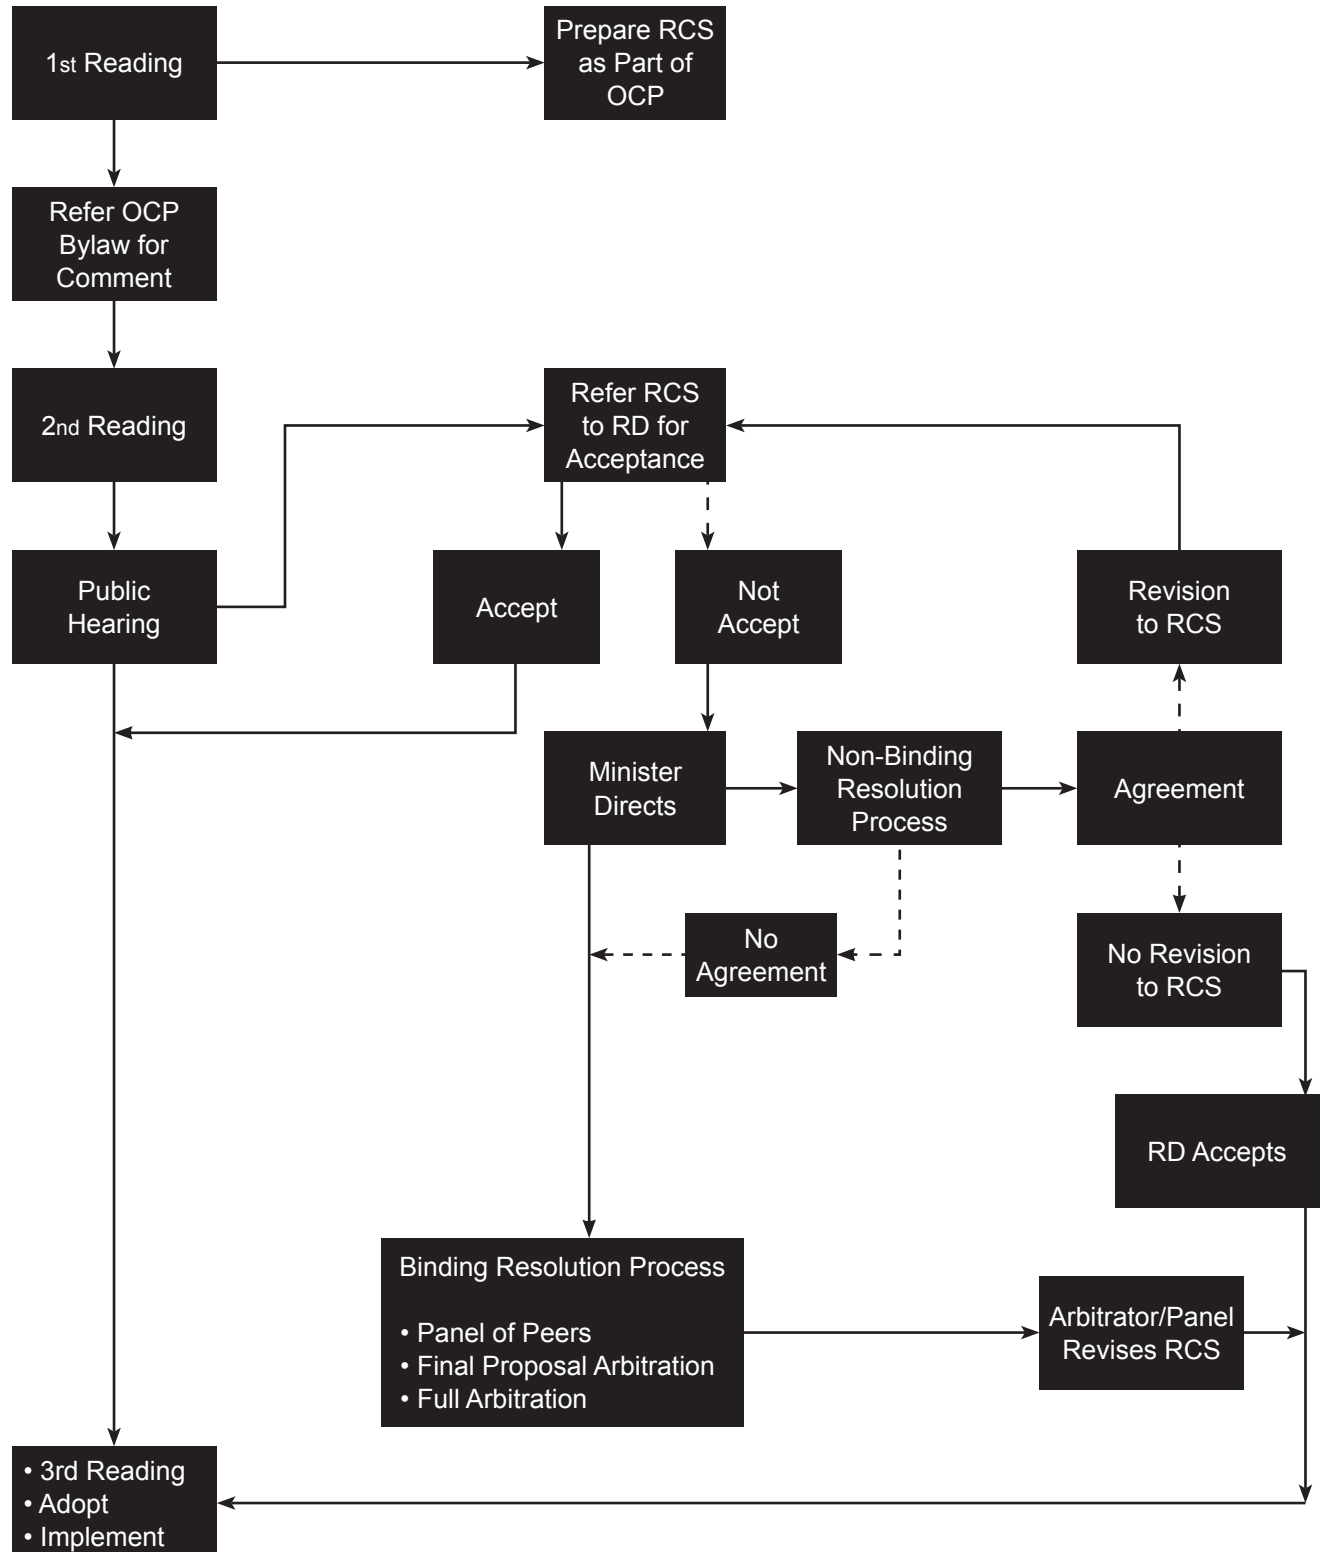 1st Reading
Prepare RCS
as Part of
OCP
Refer OCP
Bylaw for
Comment
2nd Reading
Refer RCS
to RD for
Acceptance
Public
Hearing
Accept
Not
Accept
Revision
to RCS
Minister
Directs
Non-Binding
Resolution
Process
Agreement
No
Agreement
No Revision
to RCS
RD Accepts
Binding Resolution Process
• Panel of Peers
• Final Proposal Arbitration
• Full Arbitration
Arbitrator/Panel
Revises RCS
• 3rd Reading
• Adopt
• Implement